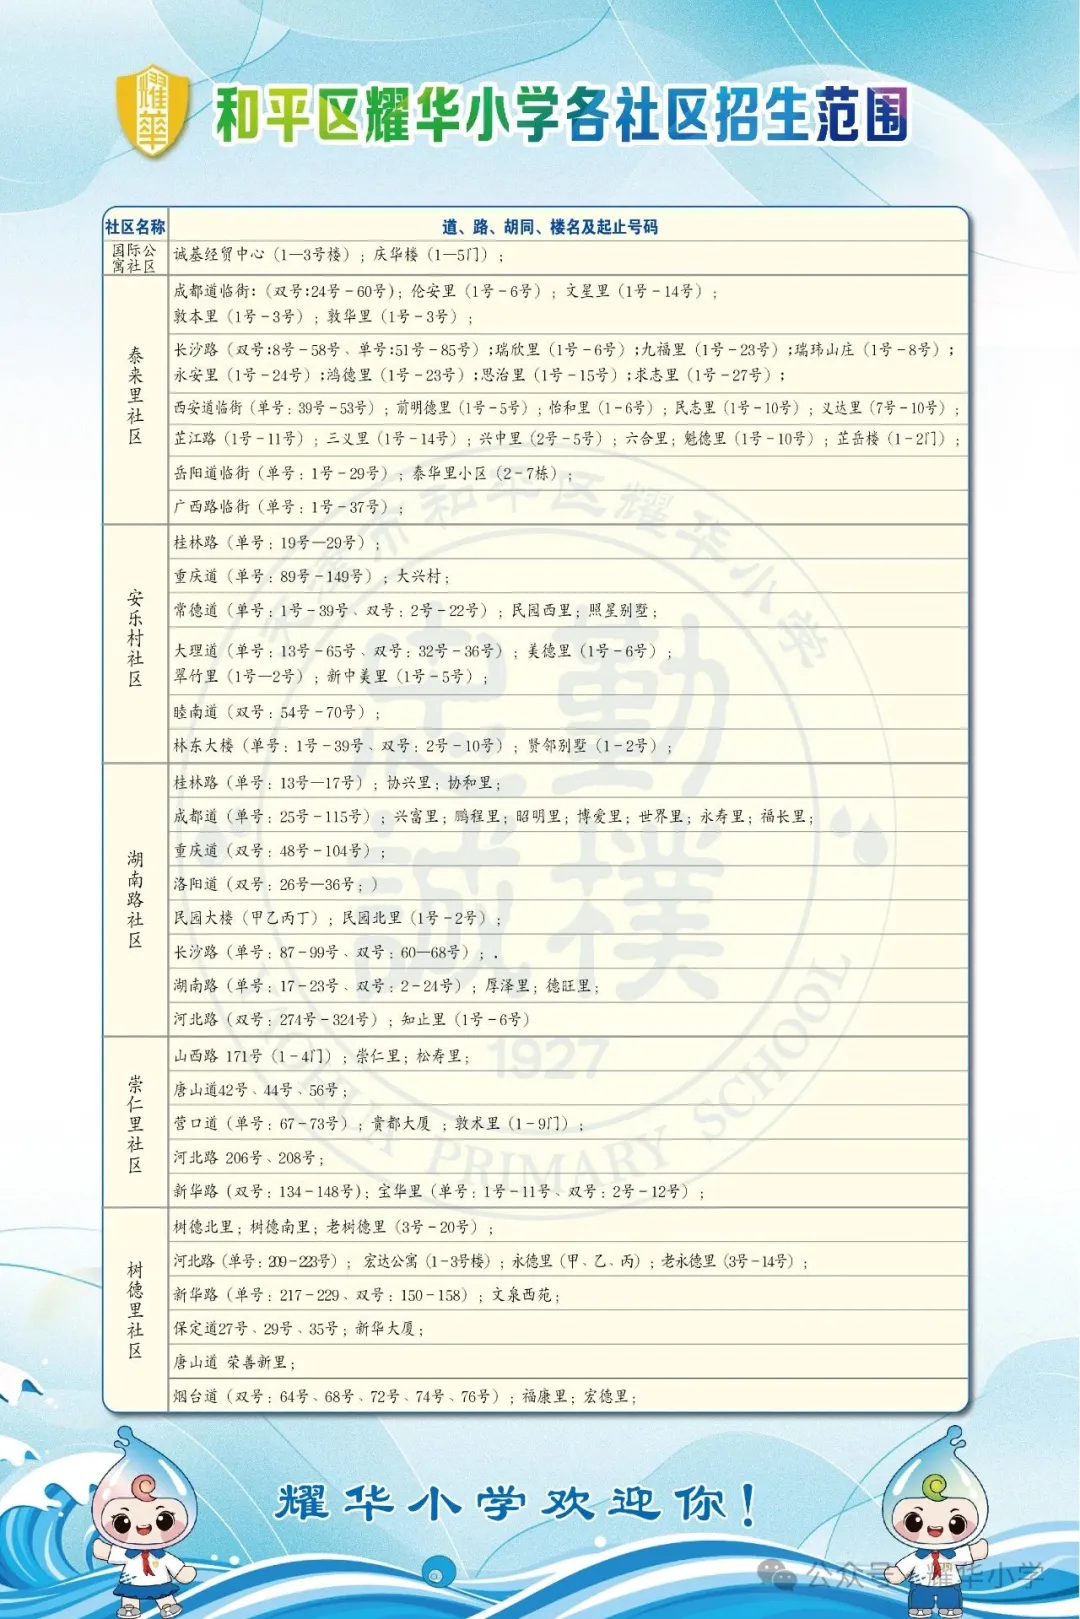 耀華
和平区耀华小学各社区招生范围
社区名称
道、路、胡同、楼名及起止号码
国际公寓社区
诚基经贸中心（1—3号楼）；庆华楼（1—5门）；
泰来里社区
成都道临街:（双号:24号-60号）；伦安里（1号-6号）；文星里（1号-14号）；
敦本里（1号-3号）；敦华里（1号-3号）；
长沙路（双号:8号-58号、单号:51号-85号）;瑞欣里（1号-6号）;九福里（1号-23号）;瑞玮山庄（1号-8号）;
永安里（1号-24号）;鸿德里（1号-23号）;思治里（1号-15号）;求志里（1号-27号）;
西安道临街（单号: 39号-53号）；前明德里（1号-5号）；怡和里（1-6号）；民志里（1号-10号）；义达里（7号-10号）；
芷江路（1号-11号）；三义里（1号-14号）；兴中里（2号-5号）；六合里；魁德里（1号-10号）；芷岳楼（1-2门）；
岳阳道临街（单号: 1号-29号）；泰华里小区（2-7栋）；
广西路临街（单号: 1号-37号）；
安乐村社区
桂林路（单号: 19号—29号）；
重庆道（单号: 89号-149号）；大兴村；
常德道（单号: 1号-39号、双号: 2号-22号）；民园西里；照星别墅；
大理道（单号: 13号-65号、双号: 32号-36号）；美德里（1号-6号）；
翠竹里（1号—2号）；新中美里（1号-5号）；
睦南道（双号: 54号-70号）；
林东大楼（单号: 1号-39号、双号: 2号-10号）；贤邻别墅（1-2号）；
湖南路社区
桂林路（单号: 13号—17号）；协兴里；协和里；
成都道（单号: 25号-115号）；兴富里；鹏程里；昭明里；博爱里；世界里；永寿里；福长里；
重庆道（双号: 48号-104号）；
洛阳道（双号: 26号—36号；）
民园大楼（甲乙丙丁）；民园北里（1号-2号）；
长沙路（单号: 87-99号、双号: 60—68号）；.
湖南路（单号: 17-23号、双号: 2-24号）；厚泽里；德旺里；
河北路（双号: 274号-324号）；知止里（1号-6号）
崇仁里社区
山西路 171号（1-4门）；崇仁里；松寿里；
唐山道42号、44号、56号；
营口道（单号: 67-73号）；贵都大厦 ；敦术里（1-9门）；
河北路 206号、208号；
新华路（双号: 134-148号）；宝华里（单号: 1号-11号、双号: 2号-12号）；
树德里社区
树德北里；树德南里；老树德里（3号-20号）；
河北路（单号: 209-223号）； 宏达公寓（1-3号楼）；永德里（甲、乙、丙）；老永德里（3号-14号）；
新华路（单号: 217-229、双号: 150-158）；文泉西苑；
保定道27号、29号、35号；新华大厦；
唐山道 荣善新里；
烟台道（双号: 64号、68号、72号、74号、76号）；福康里；宏德里；
天津市和平区耀华小学
忠勤
誠樸
1927
YAOHUA PRIMARY SCHOOL
耀华小学欢迎你!
公众号·耀华小学